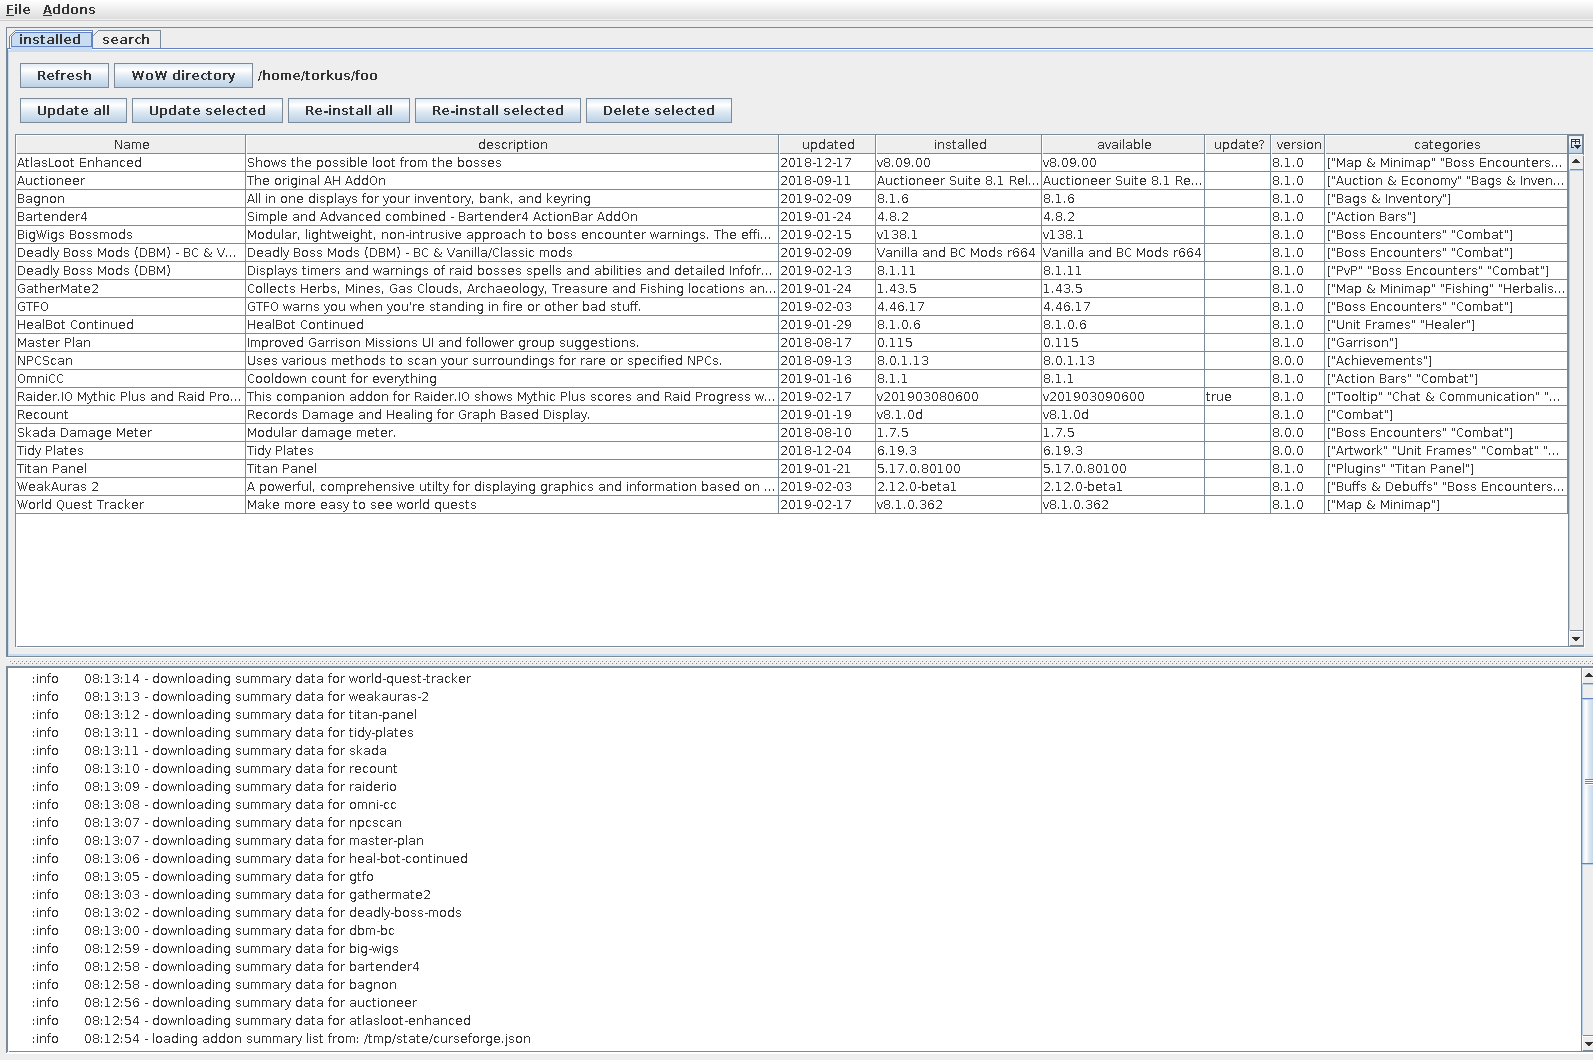 File Addons
installed search
Refresh WoW directory /home/torkus/foo
Update all Update selected Re-install all Re-install selected Delete selected
Name description updated installed available update? version categories
AtlasLoot Enhanced Shows the possible loot from the bosses 2018-12-17 v8.09.00 v8.09.00 8.1.0 ["Map & Minimap" "Boss Encounters...
Auctioneer The original AH AddOn 2018-09-11 Auctioneer Suite 8.1 Rel... Auctioneer Suite 8.1 Re... 8.1.0 ["Auction & Economy" "Bags & Inven...
Bagnon All in one displays for your inventory, bank, and keyring 2019-02-09 8.1.6 8.1.6 8.1.0 ["Bags & Inventory"]
Bartender4 Simple and Advanced combined - Bartender4 ActionBar AddOn 2019-01-24 4.8.2 4.8.2 8.1.0 ["Action Bars"]
BigWigs Bossmods Modular, lightweight, non-intrusive approach to boss encounter warnings. The effi... 2019-02-15 v138.1 v138.1 8.1.0 ["Boss Encounters" "Combat"]
Deadly Boss Mods (DBM) - BC & V... Deadly Boss Mods (DBM) - BC & Vanilla/Classic mods 2019-02-09 Vanilla and BC Mods r664 Vanilla and BC Mods r664 8.1.0 ["Boss Encounters" "Combat"]
Deadly Boss Mods (DBM) Displays timers and warnings of raid bosses spells and abilities and detailed Infofr... 2019-02-13 8.1.11 8.1.11 8.1.0 ["PvP" "Boss Encounters" "Combat"]
GatherMate2 Collects Herbs, Mines, Gas Clouds, Archaeology, Treasure and Fishing locations an... 2019-01-24 1.43.5 1.43.5 8.1.0 ["Map & Minimap" "Fishing" "Herbalis...
GTFO GTFO warns you when you're standing in fire or other bad stuff. 2019-02-03 4.46.17 4.46.17 8.1.0 ["Boss Encounters" "Combat"]
HealBot Continued HealBot Continued 2019-01-29 8.1.0.6 8.1.0.6 8.1.0 ["Unit Frames" "Healer"]
Master Plan Improved Garrison Missions UI and follower group suggestions. 2018-08-17 0.115 0.115 8.1.0 ["Garrison"]
NPCScan Uses various methods to scan your surroundings for rare or specified NPCs. 2018-09-13 8.0.1.13 8.0.1.13 8.0.0 ["Achievements"]
OmniCC Cooldown count for everything 2019-01-16 8.1.1 8.1.1 8.1.0 ["Action Bars" "Combat"]
Raider.IO Mythic Plus and Raid Pro... This companion addon for Raider.IO shows Mythic Plus scores and Raid Progress w... 2019-02-17 v201903080600 v201903090600 true 8.1.0 ["Tooltip" "Chat & Communication" "...
Recount Records Damage and Healing for Graph Based Display. 2019-01-19 v8.1.0d v8.1.0d 8.1.0 ["Combat"]
Skada Damage Meter Modular damage meter. 2018-08-10 1.7.5 1.7.5 8.0.0 ["Boss Encounters" "Combat"]
Tidy Plates Tidy Plates 2018-12-04 6.19.3 6.19.3 8.0.0 ["Artwork" "Unit Frames" "Combat" "...
Titan Panel Titan Panel 2019-01-21 5.17.0.80100 5.17.0.80100 8.1.0 ["Plugins" "Titan Panel"]
WeakAuras 2 A powerful, comprehensive utilty for displaying graphics and information based on ... 2019-02-03 2.12.0-beta1 2.12.0-beta1 8.1.0 ["Buffs & Debuffs" "Boss Encounters...
World Quest Tracker Make more easy to see world quests 2019-02-17 v8.1.0.362 v8.1.0.362 8.1.0 ["Map & Minimap"]
:info 08:13:14 - downloading summary data for world-quest-tracker
:info 08:13:13 - downloading summary data for weakauras-2
:info 08:13:12 - downloading summary data for titan-panel
:info 08:13:11 - downloading summary data for tidy-plates
:info 08:13:11 - downloading summary data for skada
:info 08:13:10 - downloading summary data for recount
:info 08:13:09 - downloading summary data for raiderio
:info 08:13:08 - downloading summary data for omni-cc
:info 08:13:07 - downloading summary data for npcscan
:info 08:13:07 - downloading summary data for master-plan
:info 08:13:06 - downloading summary data for heal-bot-continued
:info 08:13:05 - downloading summary data for gtfo
:info 08:13:03 - downloading summary data for gathermate2
:info 08:13:02 - downloading summary data for deadly-boss-mods
:info 08:13:00 - downloading summary data for dbm-bc
:info 08:12:59 - downloading summary data for big-wigs
:info 08:12:58 - downloading summary data for bartender4
:info 08:12:58 - downloading summary data for bagnon
:info 08:12:56 - downloading summary data for auctioneer
:info 08:12:54 - downloading summary data for atlasloot-enhanced
:info 08:12:54 - loading addon summary list from: /tmp/state/curseforge.json